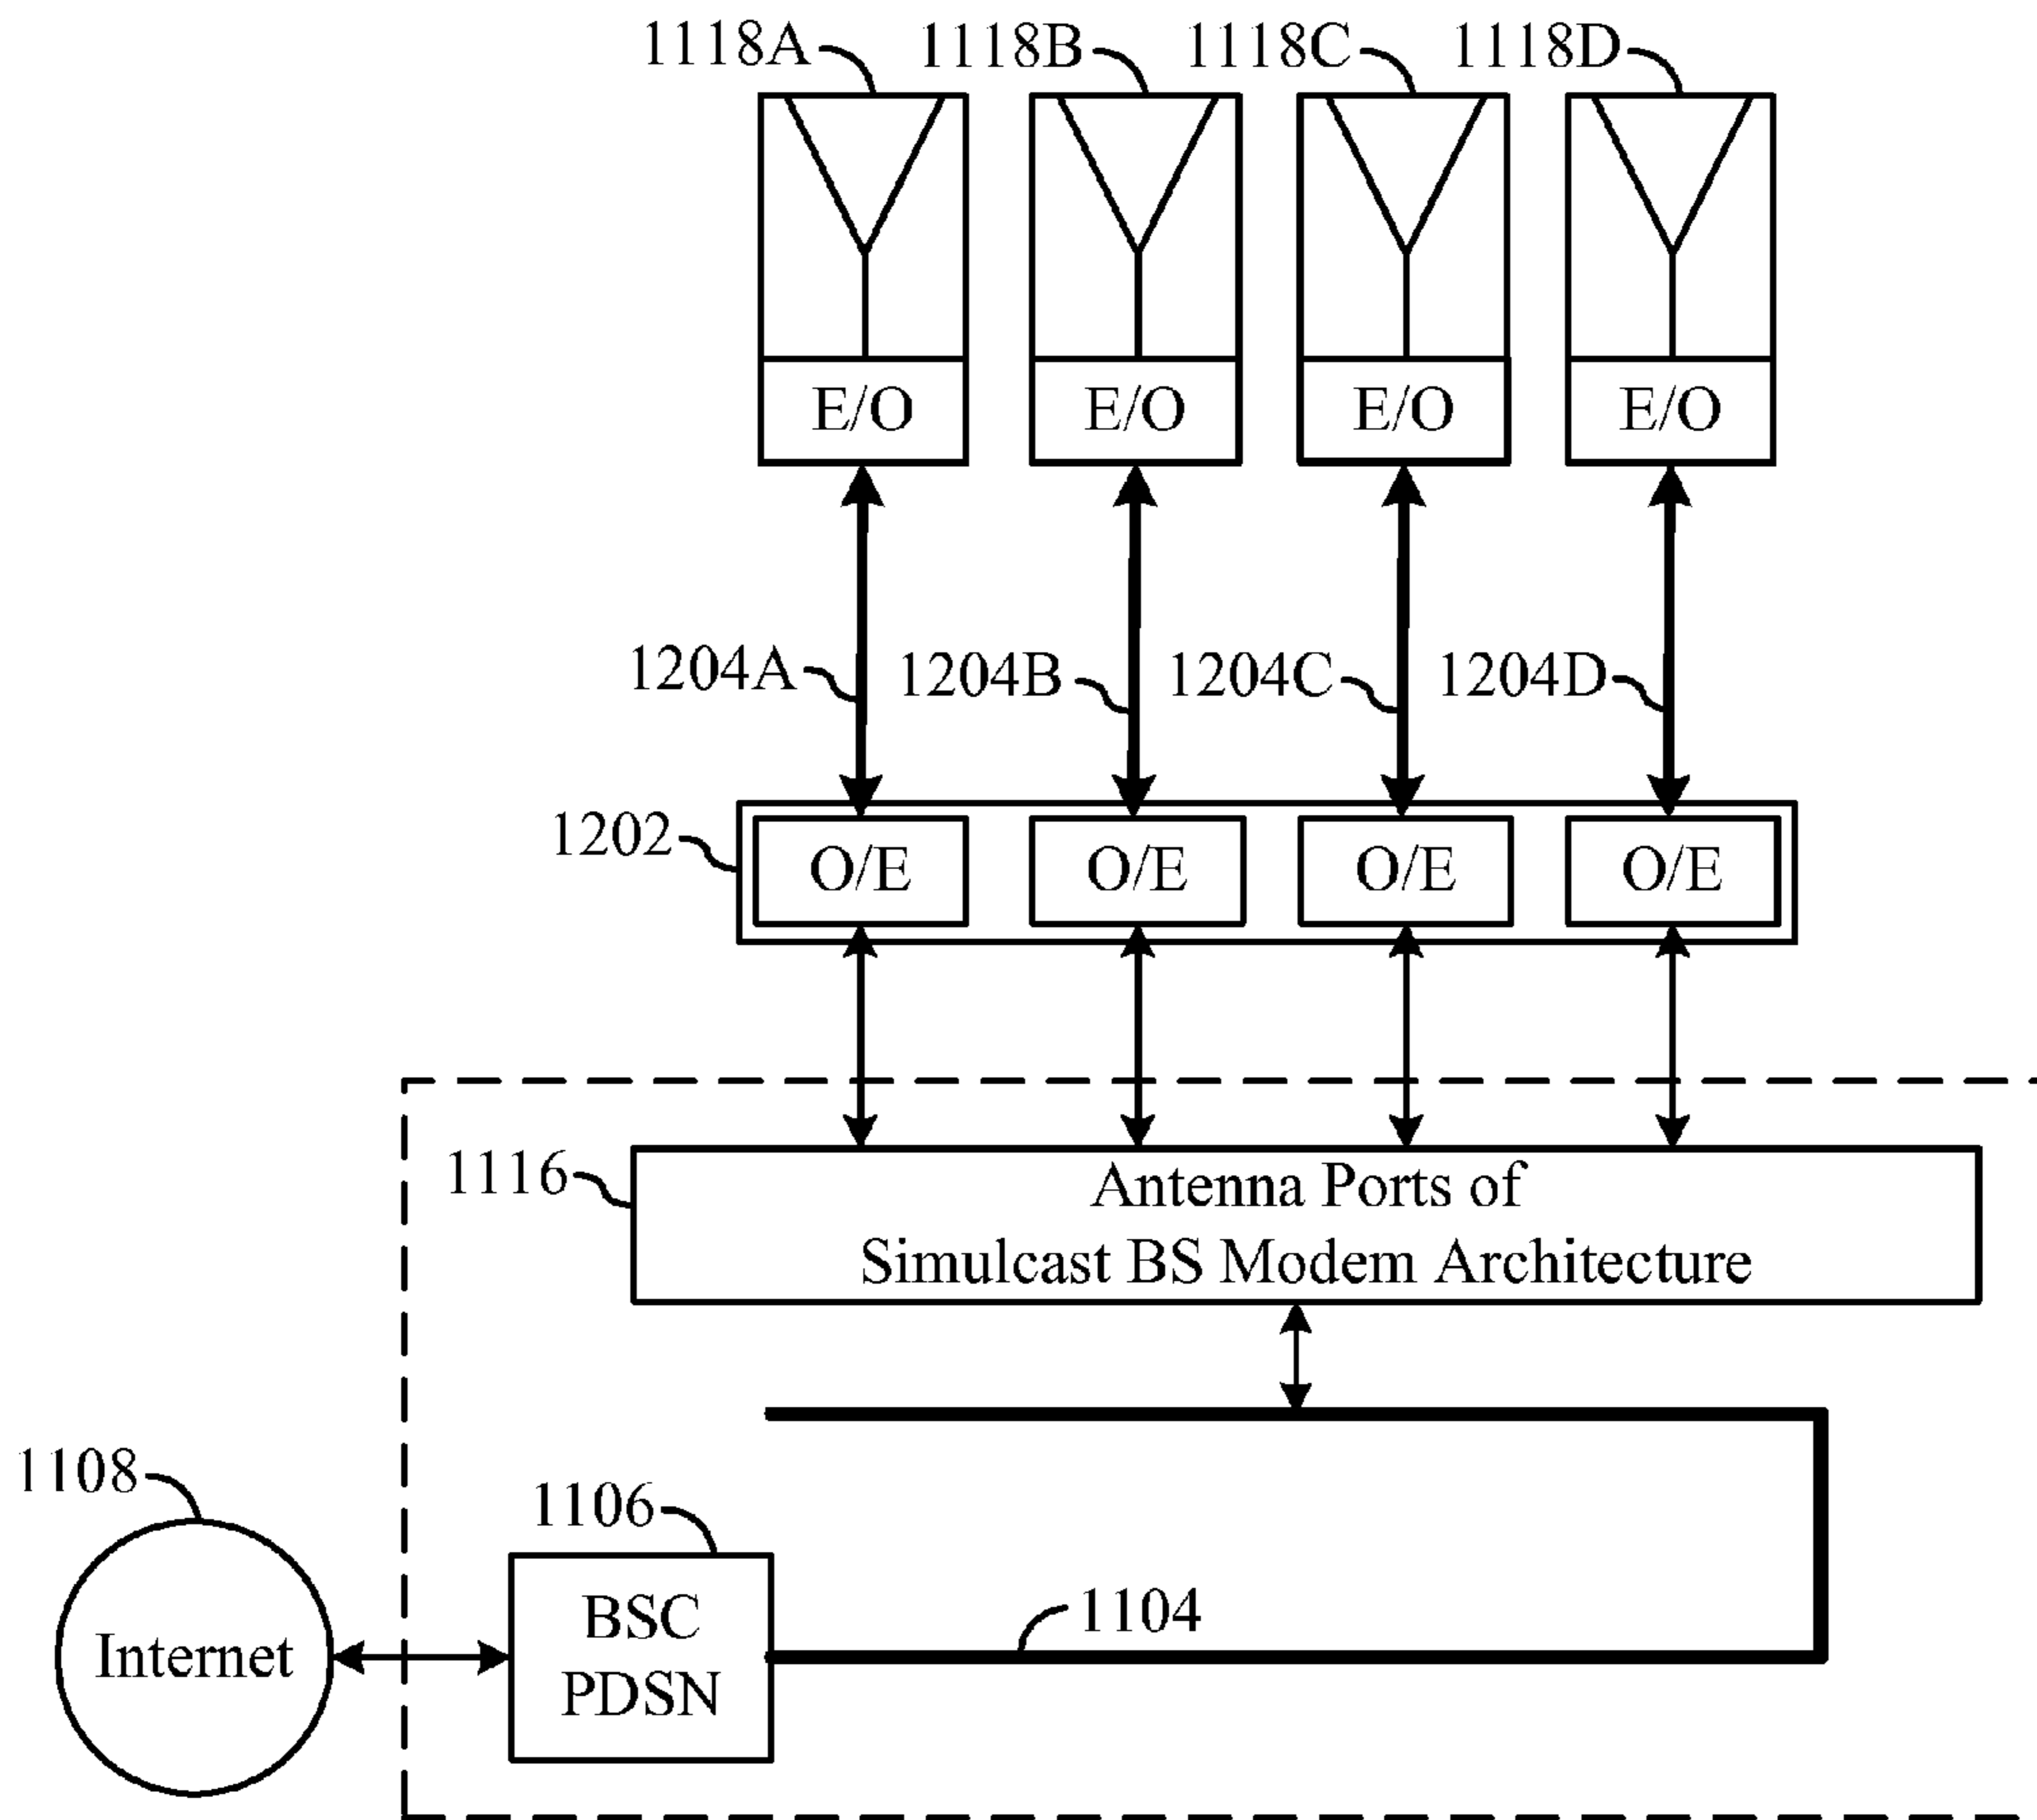 1118A 1118B 1118C 1118D
E/O E/O E/O E/O
1204A 1204B 1204C 1204D
1202
O/E O/E O/E O/E
1116
Antenna Ports of
Simulcast BS Modem Architecture
1108
1106
Internet
BSC
PDSN
1104